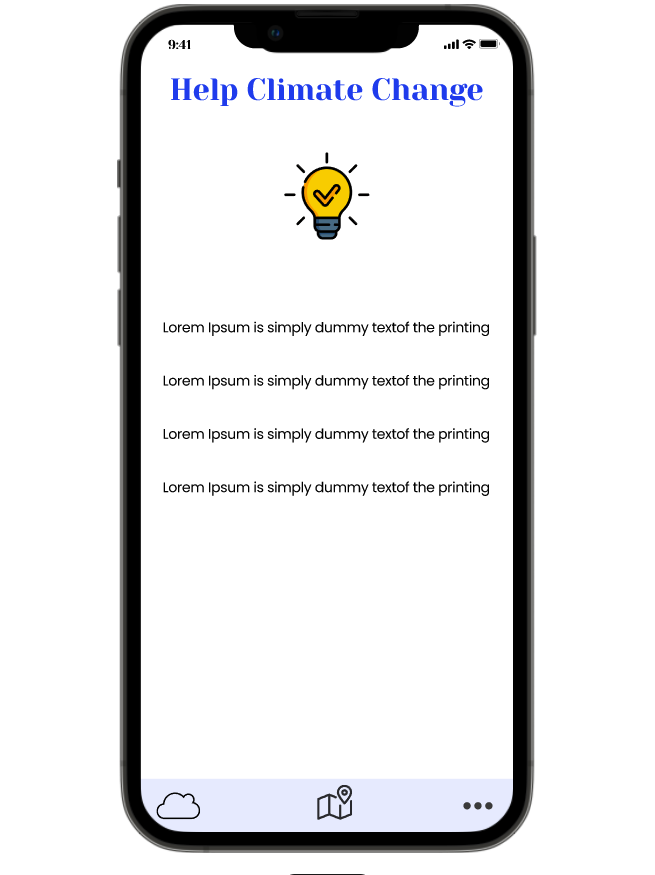 9:41
Help Climate Change
Lorem Ipsum is simply dummy textof the printing
Lorem Ipsum is simply dummy textof the printing
Lorem Ipsum is simply dummy textof the printing
Lorem Ipsum is simply dummy textof the printing